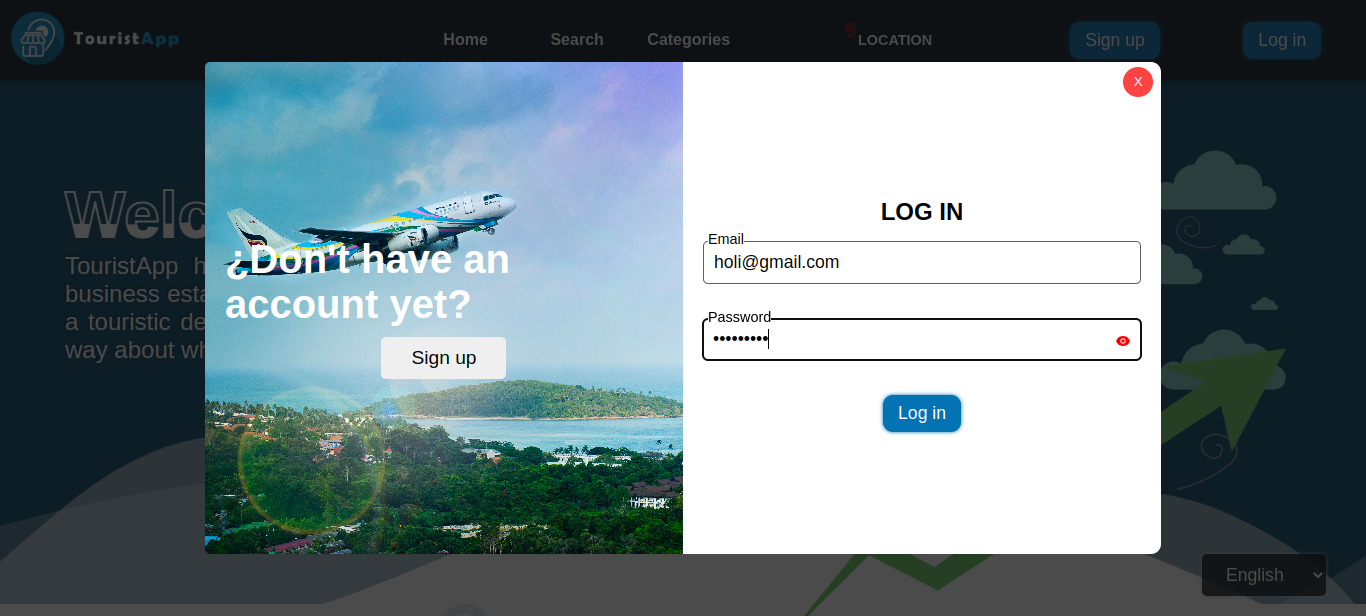 TouristApp
Home
Search
Categories
LOCATION
Sign up
Log in
X
Welc
TouristApp h
business esta
a touristic de
way about wh
¿Don't have an
account yet?
Sign up
LOG IN
Email
holi@gmail.com
Password
•••••••••
Log in
English